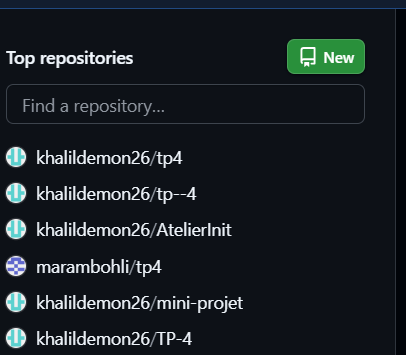 Top repositories
New
Find a repository...
khalildemon26/tp4
khalildemon26/tp--4
khalildemon26/AtelierInit
marambohli/tp4
khalildemon26/mini-projet
khalildemon26/TP-4